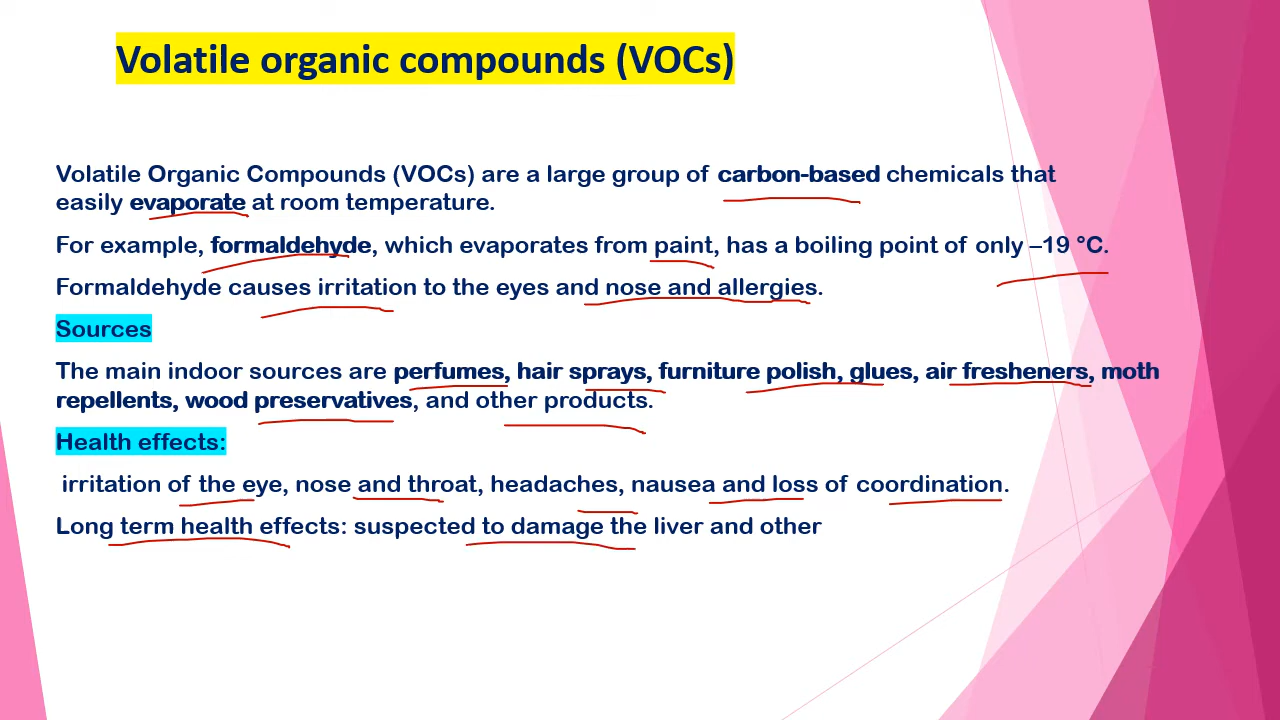 Volatile organic compounds (VOCs)
Volatile Organic Compounds (VOCs) are a large group of carbon-based chemicals that
easily evaporate at room temperature.
For example, formaldehyde, which evaporates from paint, has a boiling point of only –19 °C.
Formaldehyde causes irritation to the eyes and nose and allergies.
Sources
The main indoor sources are perfumes, hair sprays, furniture polish, glues, air fresheners, moth
repellents, wood preservatives, and other products.
Health effects:
irritation of the eye, nose and throat, headaches, nausea and loss of coordination.
Long term health effects: suspected to damage the liver and other